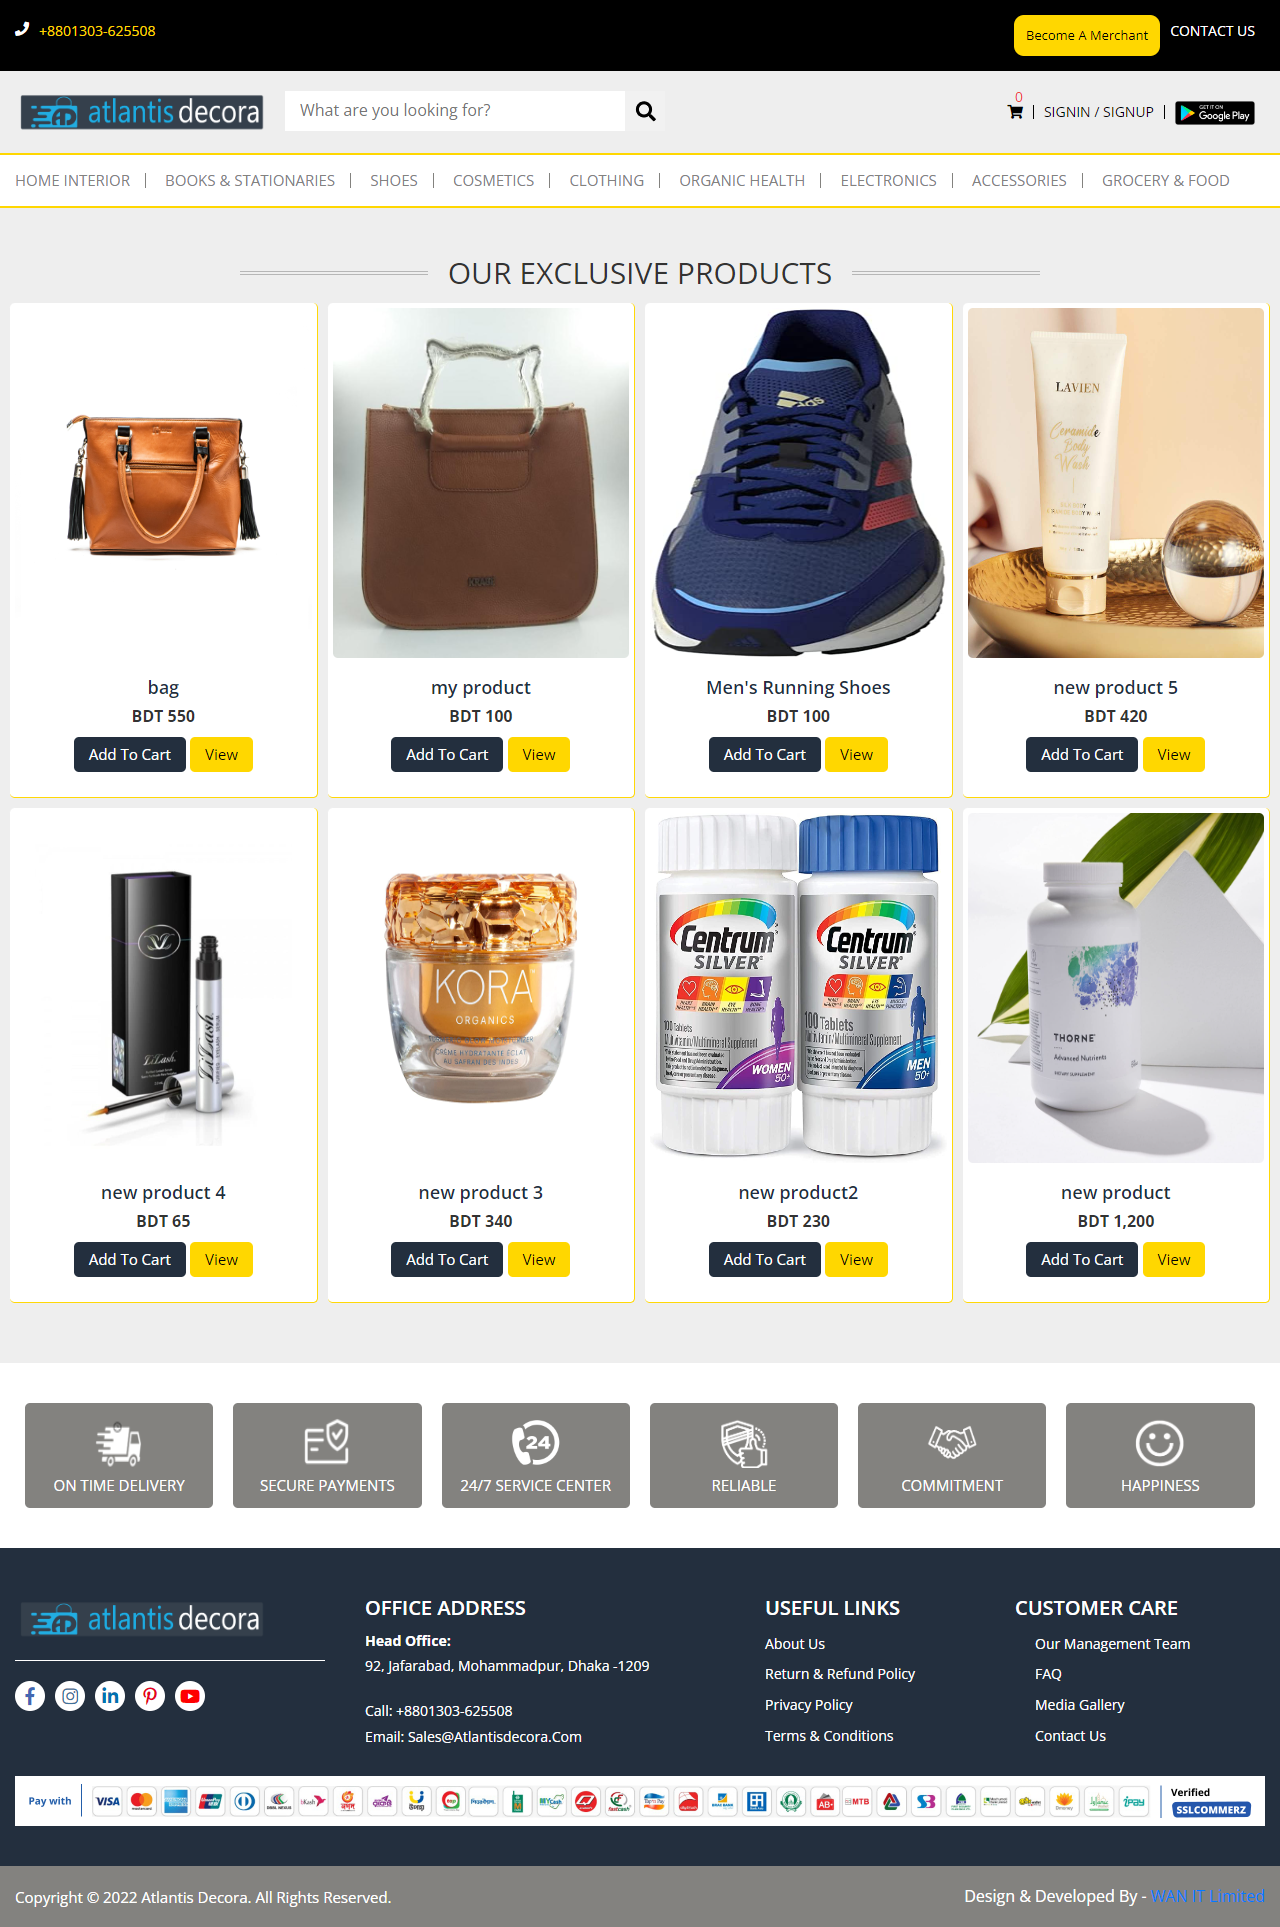 +8801303-625508
Become A Merchant
CONTACT US
atlantis decora
What are you looking for?
0
SIGNIN / SIGNUP
GET IT ON
Google Play
HOME INTERIOR
BOOKS & STATIONARIES
SHOES
COSMETICS
CLOTHING
ORGANIC HEALTH
ELECTRONICS
ACCESSORIES
GROCERY & FOOD
OUR EXCLUSIVE PRODUCTS
LAVIEN
Ceramide
Body
Wash
bag
my product
Men's Running Shoes
new product 5
BDT 550
BDT 100
BDT 100
BDT 420
Add To Cart
View
Add To Cart
View
Add To Cart
View
Add To Cart
View
LiLash
KORA
ORGANICS
Centrum
SILVER
100 Tablets
Multivitamin/Multimineral Supplement
WOMEN
50+
Centrum
SILVER
100 Tablets
Multivitamin/Multimineral Supplement
MEN
50+
THORNE
Advanced Nutrients
new product 4
new product 3
new product2
new product
BDT 65
BDT 340
BDT 230
BDT 1,200
Add To Cart
View
Add To Cart
View
Add To Cart
View
Add To Cart
View
ON TIME DELIVERY
SECURE PAYMENTS
24
24/7 SERVICE CENTER
RELIABLE
COMMITMENT
HAPPINESS
atlantis decora
OFFICE ADDRESS
Head Office:
92, Jafarabad, Mohammadpur, Dhaka -1209
Call: +8801303-625508
Email: Sales@Atlantisdecora.Com
USEFUL LINKS
About Us
Return & Refund Policy
Privacy Policy
Terms & Conditions
CUSTOMER CARE
Our Management Team
FAQ
Media Gallery
Contact Us
Pay with
VISA
Verified
SSLCOMMERZ
Copyright © 2022 Atlantis Decora. All Rights Reserved.
Design & Developed By - WAN IT Limited